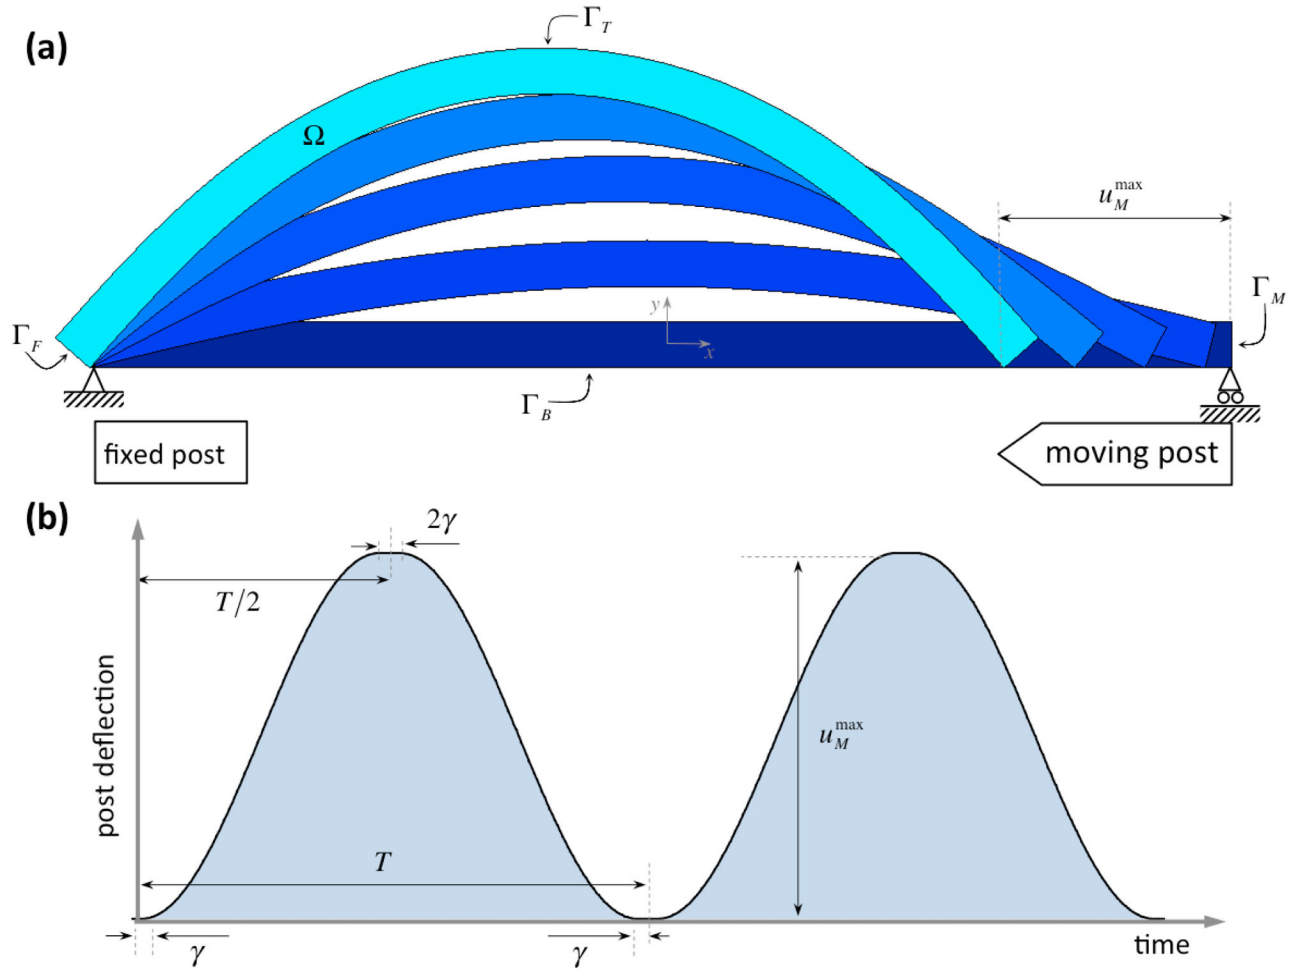 (a)
Γ_T
Ω
u_M^max
Γ_M
y
x
Γ_F
Γ_B
fixed post
moving post
(b)
2γ
T/2
post deflection
u_M^max
T
γ
γ
time